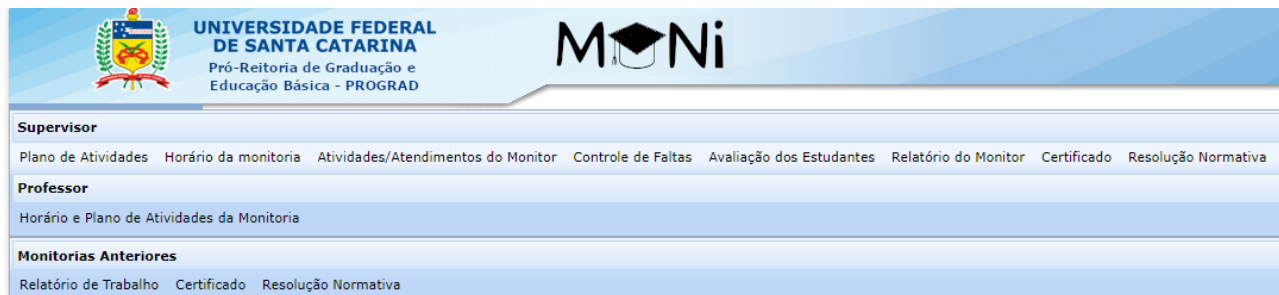 UNIVERSIDADE FEDERAL
DE SANTA CATARINA
Pró-Reitoria de Graduação e
Educação Básica - PROGRAD
MONi
Supervisor
Plano de Atividades Horário da monitoria Atividades/Atendimentos do Monitor Controle de Faltas Avaliação dos Estudantes Relatório do Monitor Certificado Resolução Normativa
Professor
Horário e Plano de Atividades da Monitoria
Monitorias Anteriores
Relatório de Trabalho Certificado Resolução Normativa